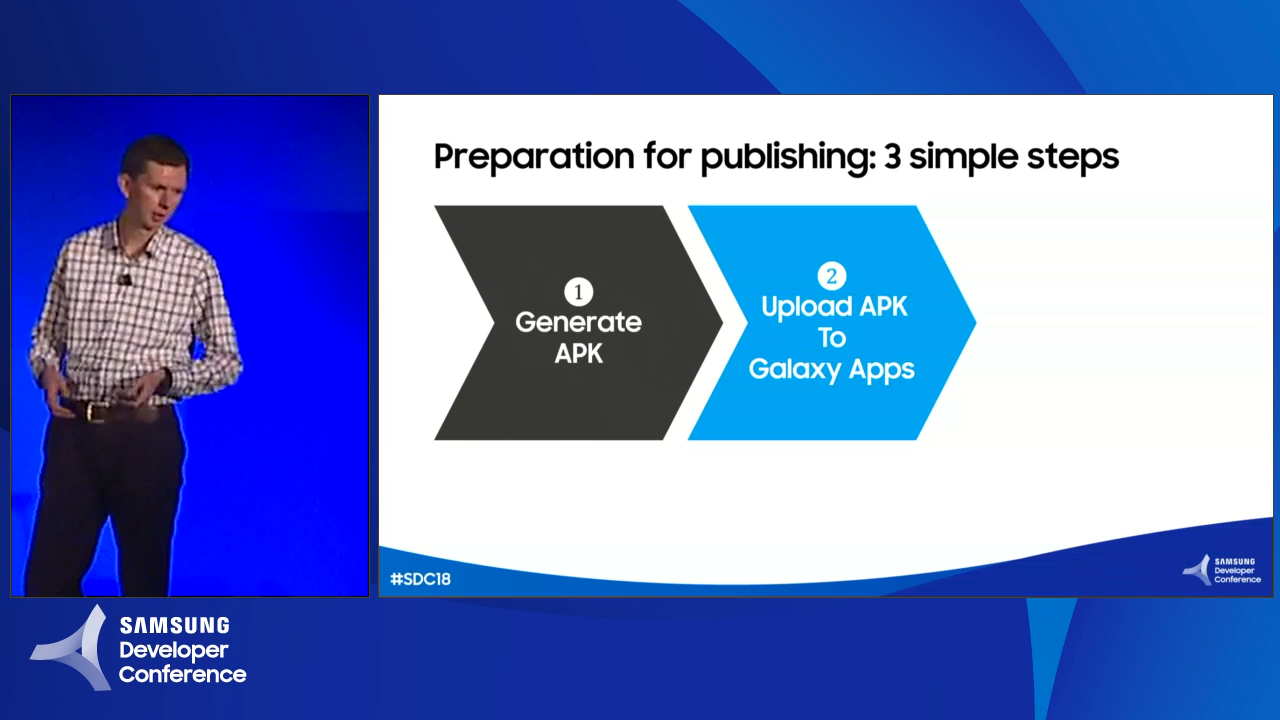 Preparation for publishing: 3 simple steps
1
Generate
APK
2
Upload APK
To
Galaxy Apps
#SDC18
SAMSUNG
Developer
Conference
SAMSUNG
Developer
Conference